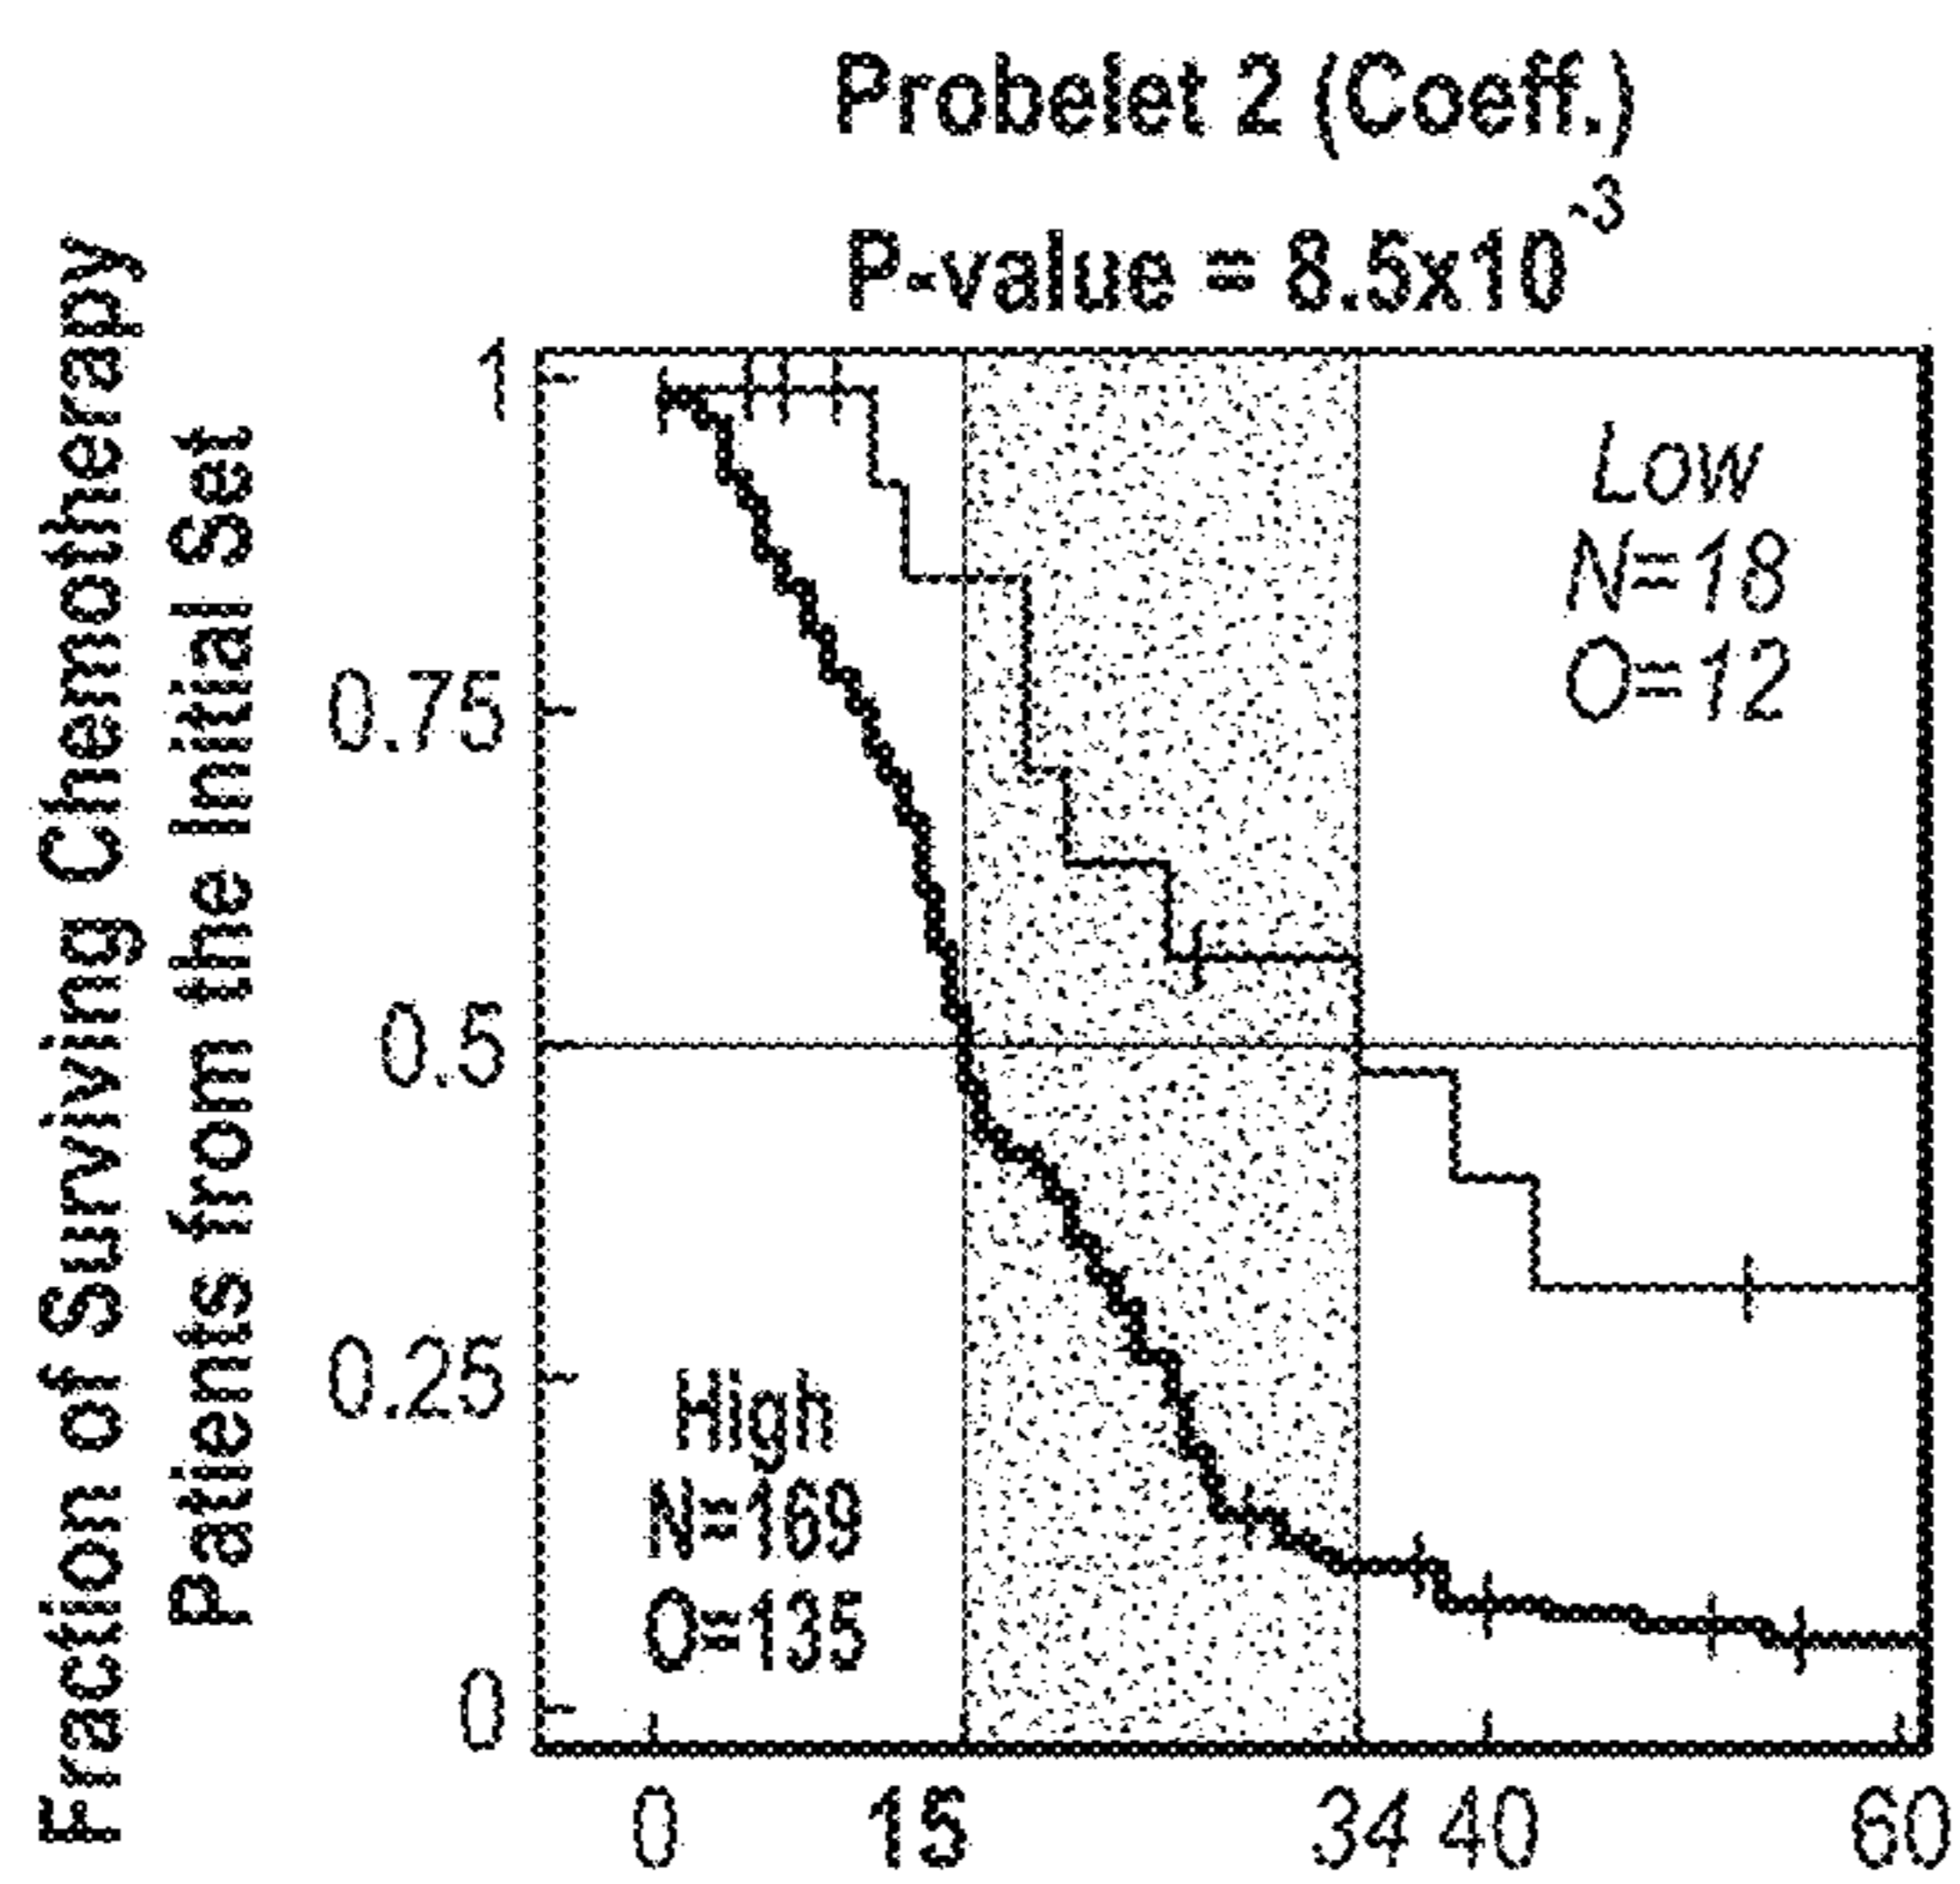 Probelet 2 (Coeff.)
P-value = 8.5x10^-3
Fraction of Surviving Chemotherapy
Patients from the Initial Set
1
0.75
0.5
0.25
0
Low
N=18
O=12
High
N=169
O=135
0 15 34 40 60